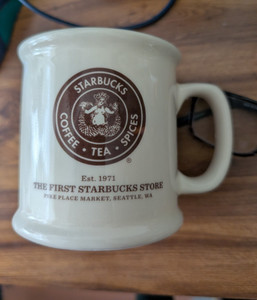 STARBUCKS
COFFEE • TEA • SPICES
®
Est. 1971
THE FIRST STARBUCKS STORE
PIKE PLACE MARKET, SEATTLE, WA